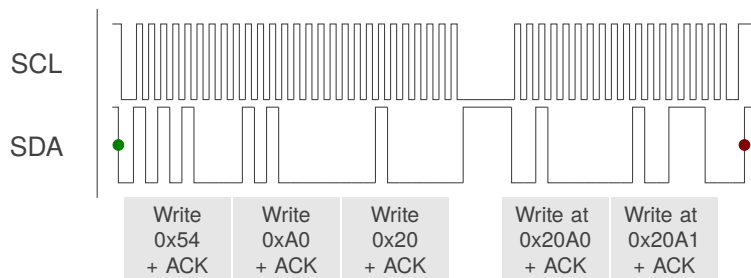 SCL
SDA
Write
0x54
+ ACK
Write
0xA0
+ ACK
Write
0x20
+ ACK
Write at
0x20A0
+ ACK
Write at
0x20A1
+ ACK